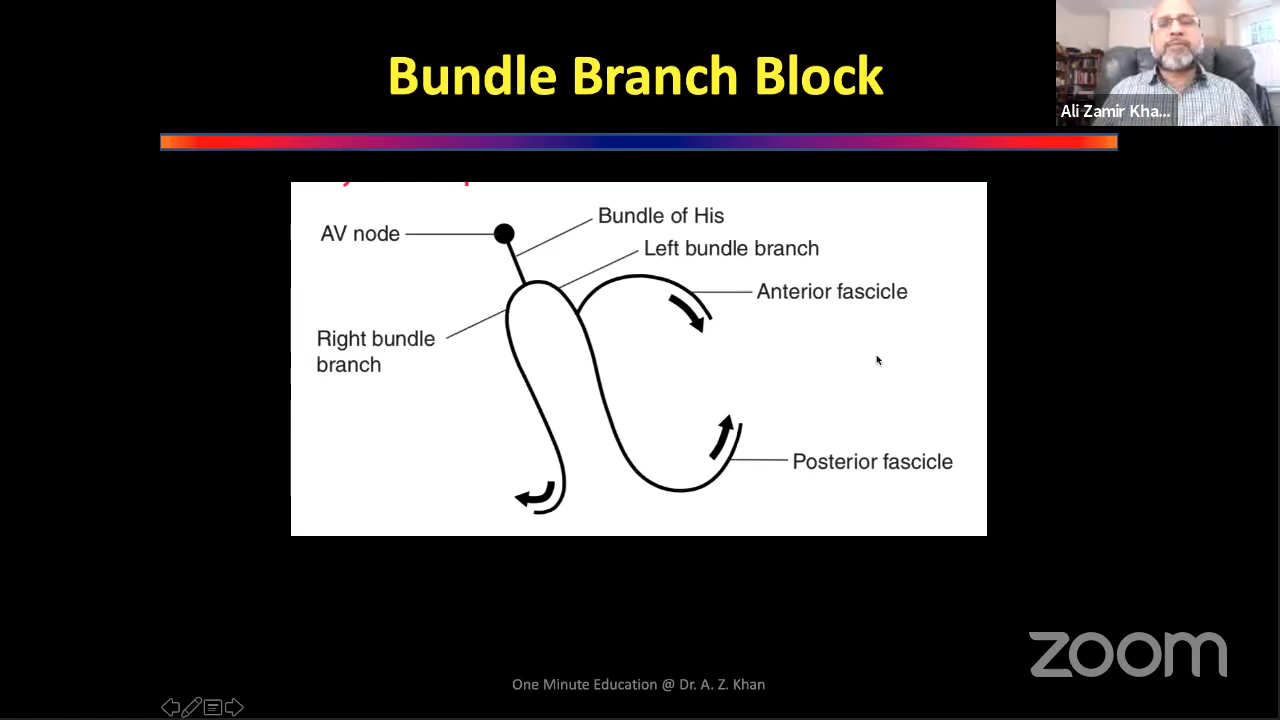 Bundle Branch Block
Ali Zamir Kha...
Bundle of His
AV node
Left bundle branch
Anterior fascicle
Right bundle
branch
Posterior fascicle
zoom
One Minute Education @ Dr. A. Z. Khan